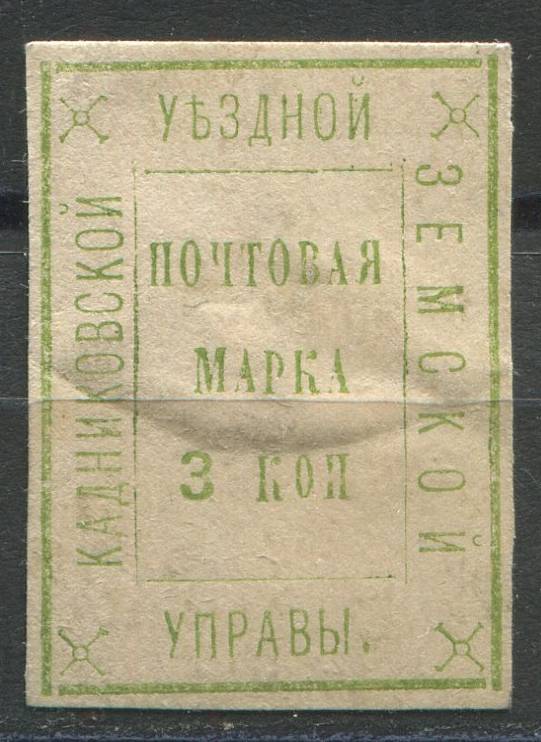 КАДНИКОВСКОЙ
УѢЗДНОЙ
ЗЕМСКОЙ
УПРАВЫ.
ПОЧТОВАЯ
МАРКА
3 КОП